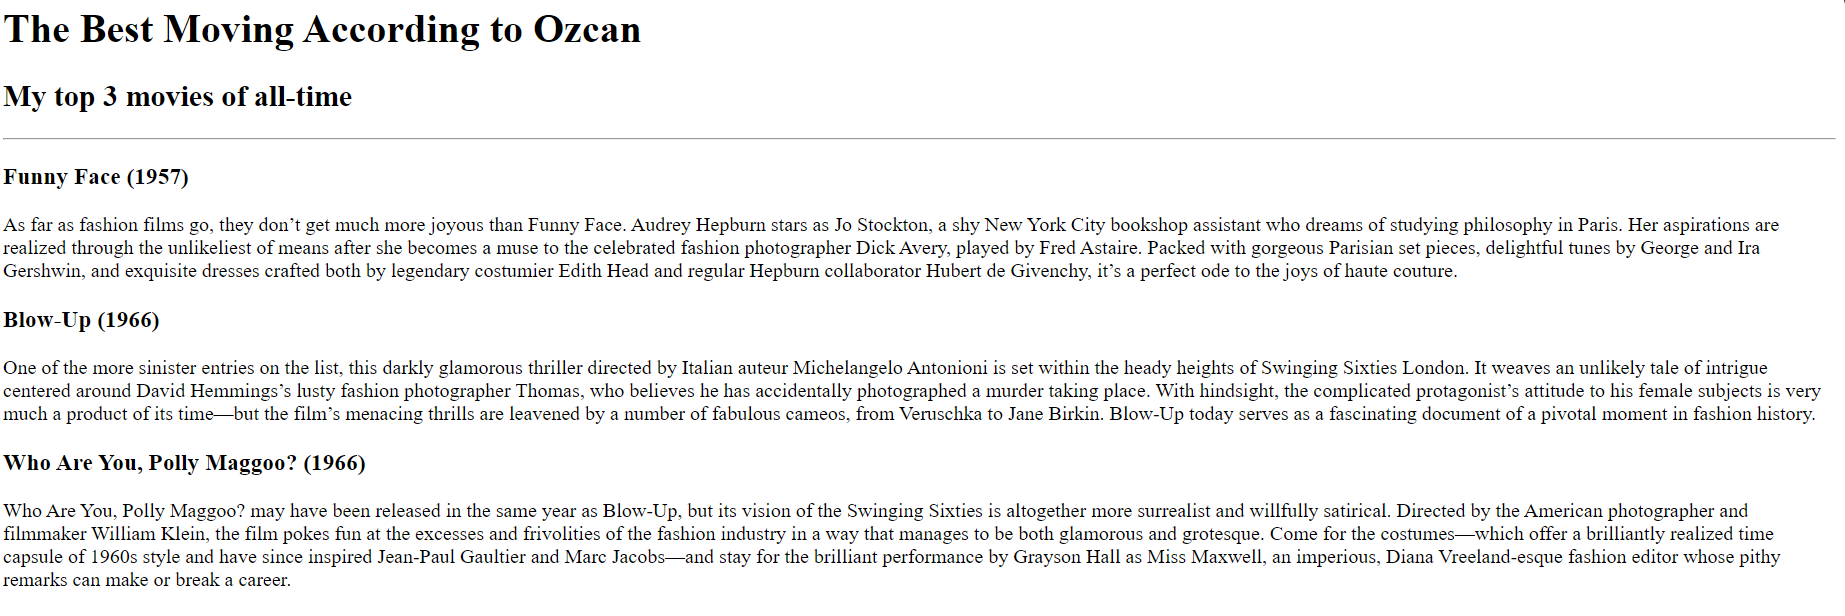 The Best Moving According to Ozcan
My top 3 movies of all-time
Funny Face (1957)
As far as fashion films go, they don’t get much more joyous than Funny Face. Audrey Hepburn stars as Jo Stockton, a shy New York City bookshop assistant who dreams of studying philosophy in Paris. Her aspirations are
realized through the unlikeliest of means after she becomes a muse to the celebrated fashion photographer Dick Avery, played by Fred Astaire. Packed with gorgeous Parisian set pieces, delightful tunes by George and Ira
Gershwin, and exquisite dresses crafted both by legendary costumier Edith Head and regular Hepburn collaborator Hubert de Givenchy, it’s a perfect ode to the joys of haute couture.
Blow-Up (1966)
One of the more sinister entries on the list, this darkly glamorous thriller directed by Italian auteur Michelangelo Antonioni is set within the heady heights of Swinging Sixties London. It weaves an unlikely tale of intrigue
centered around David Hemmings’s lusty fashion photographer Thomas, who believes he has accidentally photographed a murder taking place. With hindsight, the complicated protagonist’s attitude to his female subjects is very
much a product of its time—but the film’s menacing thrills are leavened by a number of fabulous cameos, from Veruschka to Jane Birkin. Blow-Up today serves as a fascinating document of a pivotal moment in fashion history.
Who Are You, Polly Maggoo? (1966)
Who Are You, Polly Maggoo? may have been released in the same year as Blow-Up, but its vision of the Swinging Sixties is altogether more surrealist and willfully satirical. Directed by the American photographer and
filmmaker William Klein, the film pokes fun at the excesses and frivolities of the fashion industry in a way that manages to be both glamorous and grotesque. Come for the costumes—which offer a brilliantly realized time
capsule of 1960s style and have since inspired Jean-Paul Gaultier and Marc Jacobs—and stay for the brilliant performance by Grayson Hall as Miss Maxwell, an imperious, Diana Vreeland-esque fashion editor whose pithy
remarks can make or break a career.